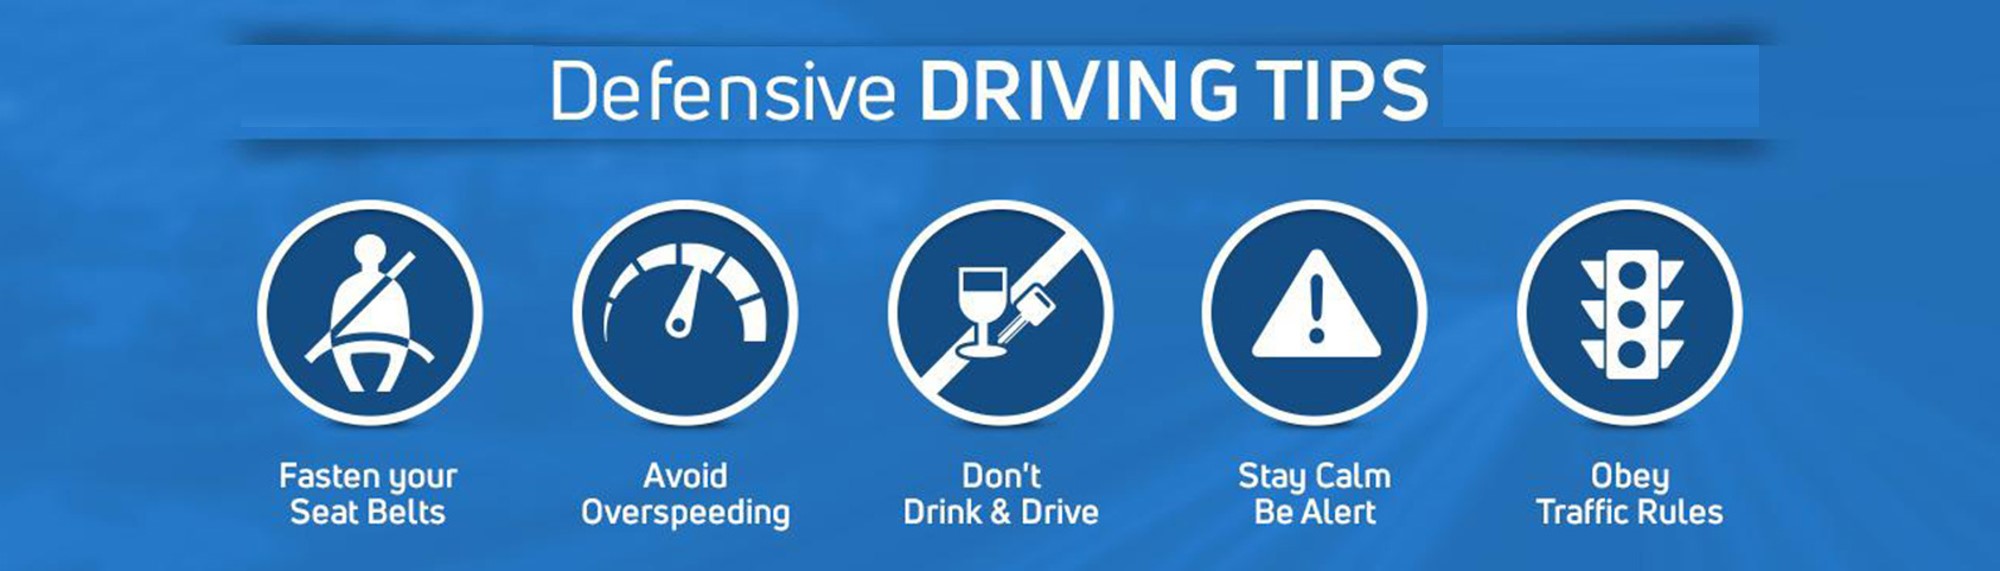 Defensive DRIVING TIPS
Fasten your
Seat Belts
Avoid
Overspeeding
Don't
Drink & Drive
Stay Calm
Be Alert
Obey
Traffic Rules